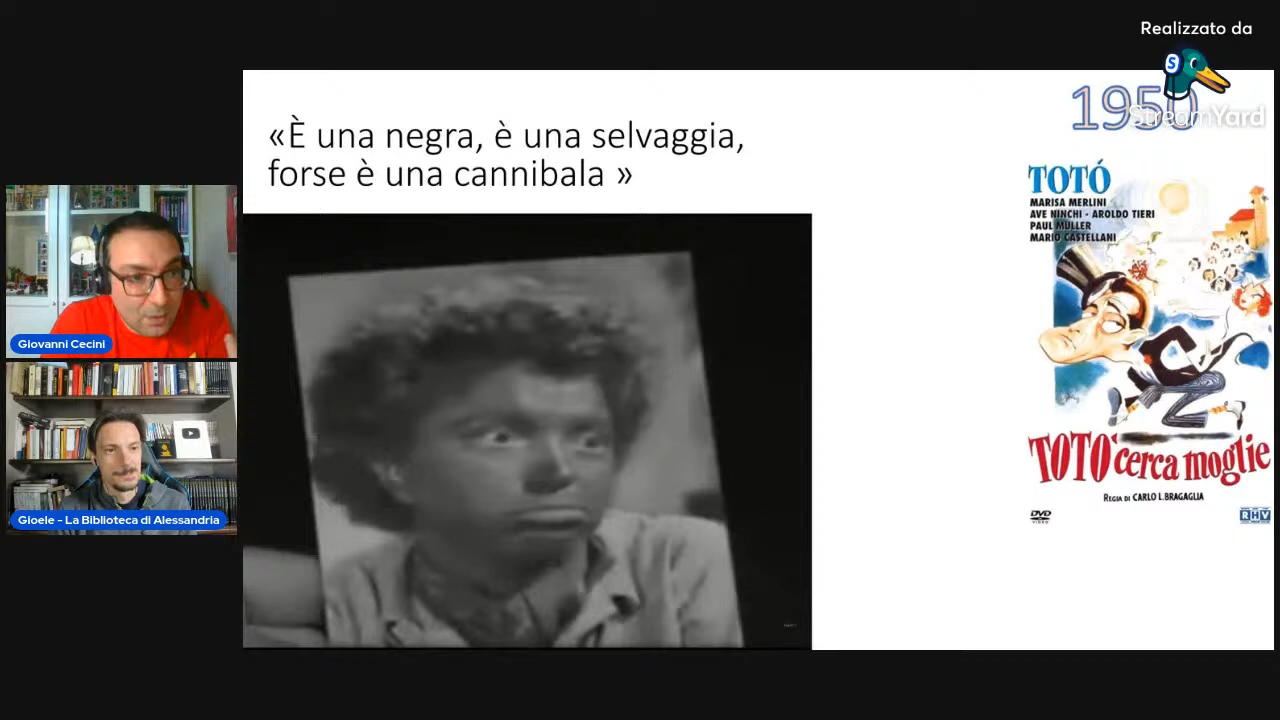 Realizzato da
StreamYard
1950
«È una negra, è una selvaggia,
forse è una cannibala »
TOTÓ
MARISA MERLINI
AVE NINCHI - AROLDO TIERI
PAUL MULLER
MARIO CASTELLANI
TOTO' cerca moglie
REGIA DI CARLO L. BRAGAGLIA
DVD
VIDEO
RHV
Giovanni Cecini
Gioele - La Biblioteca di Alessandria